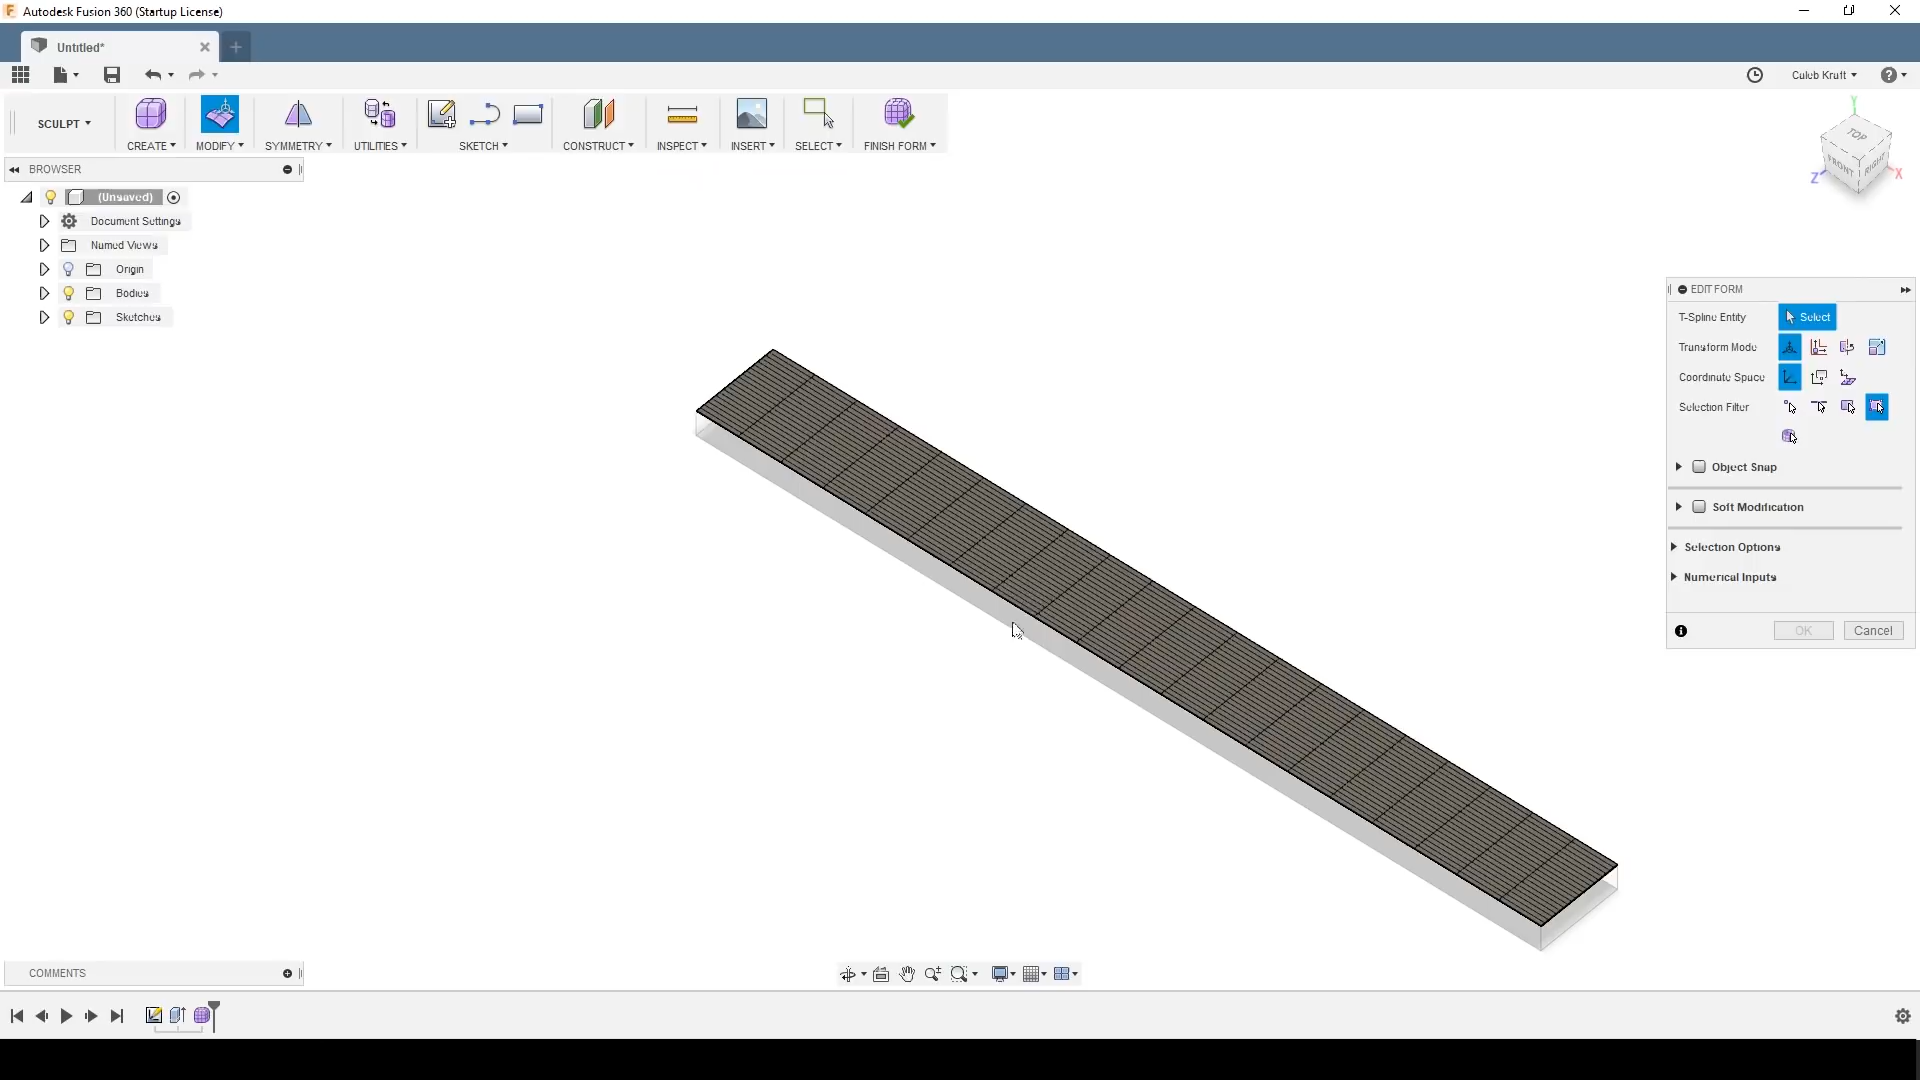 Autodesk Fusion 360 (Startup License)
Untitled*
Caleb Kraft
SCULPT
CREATE
MODIFY
SYMMETRY
UTILITIES
SKETCH
CONSTRUCT
INSPECT
INSERT
SELECT
FINISH FORM
Y
TOP
FRONT
RIGHT
Z
X
BROWSER
(Unsaved)
Document Settings
Named Views
Origin
Bodies
Sketches
EDIT FORM
T-Spline Entity
Select
Transform Mode
Coordinate Space
Selection Filter
Object Snap
Soft Modification
Selection Options
Numerical Inputs
OK
Cancel
COMMENTS